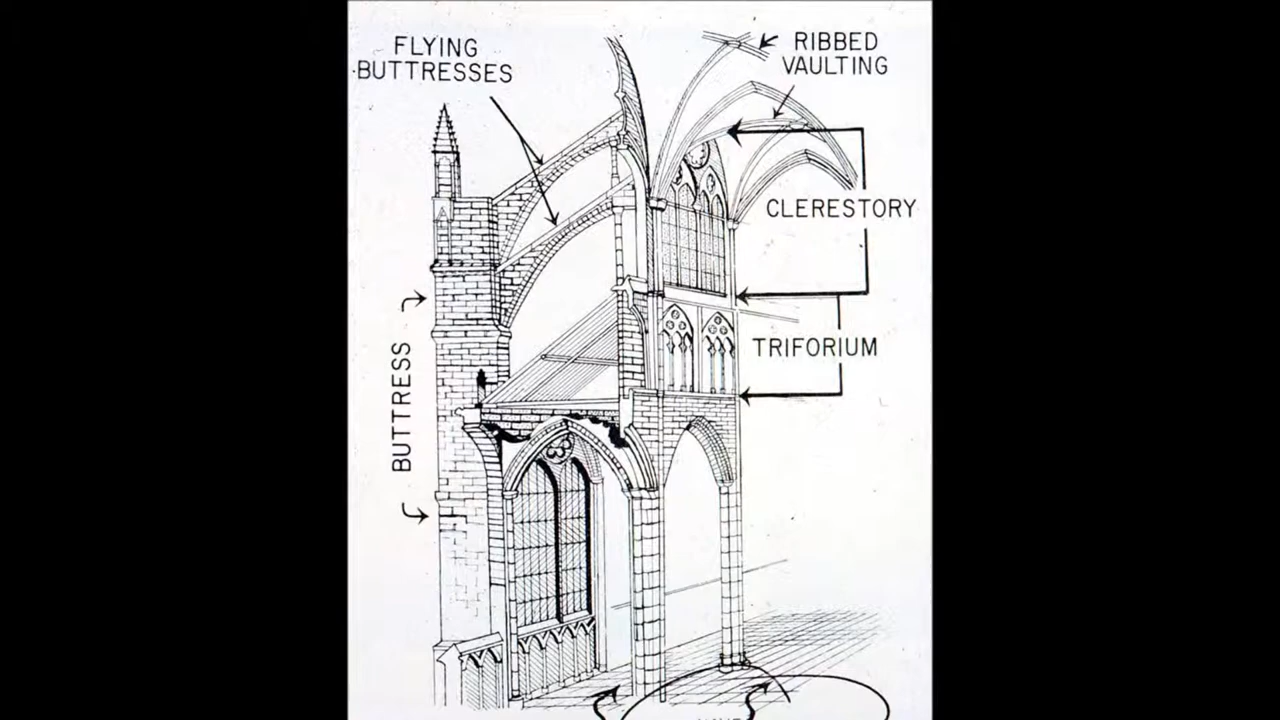 FLYING
BUTTRESSES
RIBBED
VAULTING
CLERESTORY
TRIFORIUM
BUTTRESS